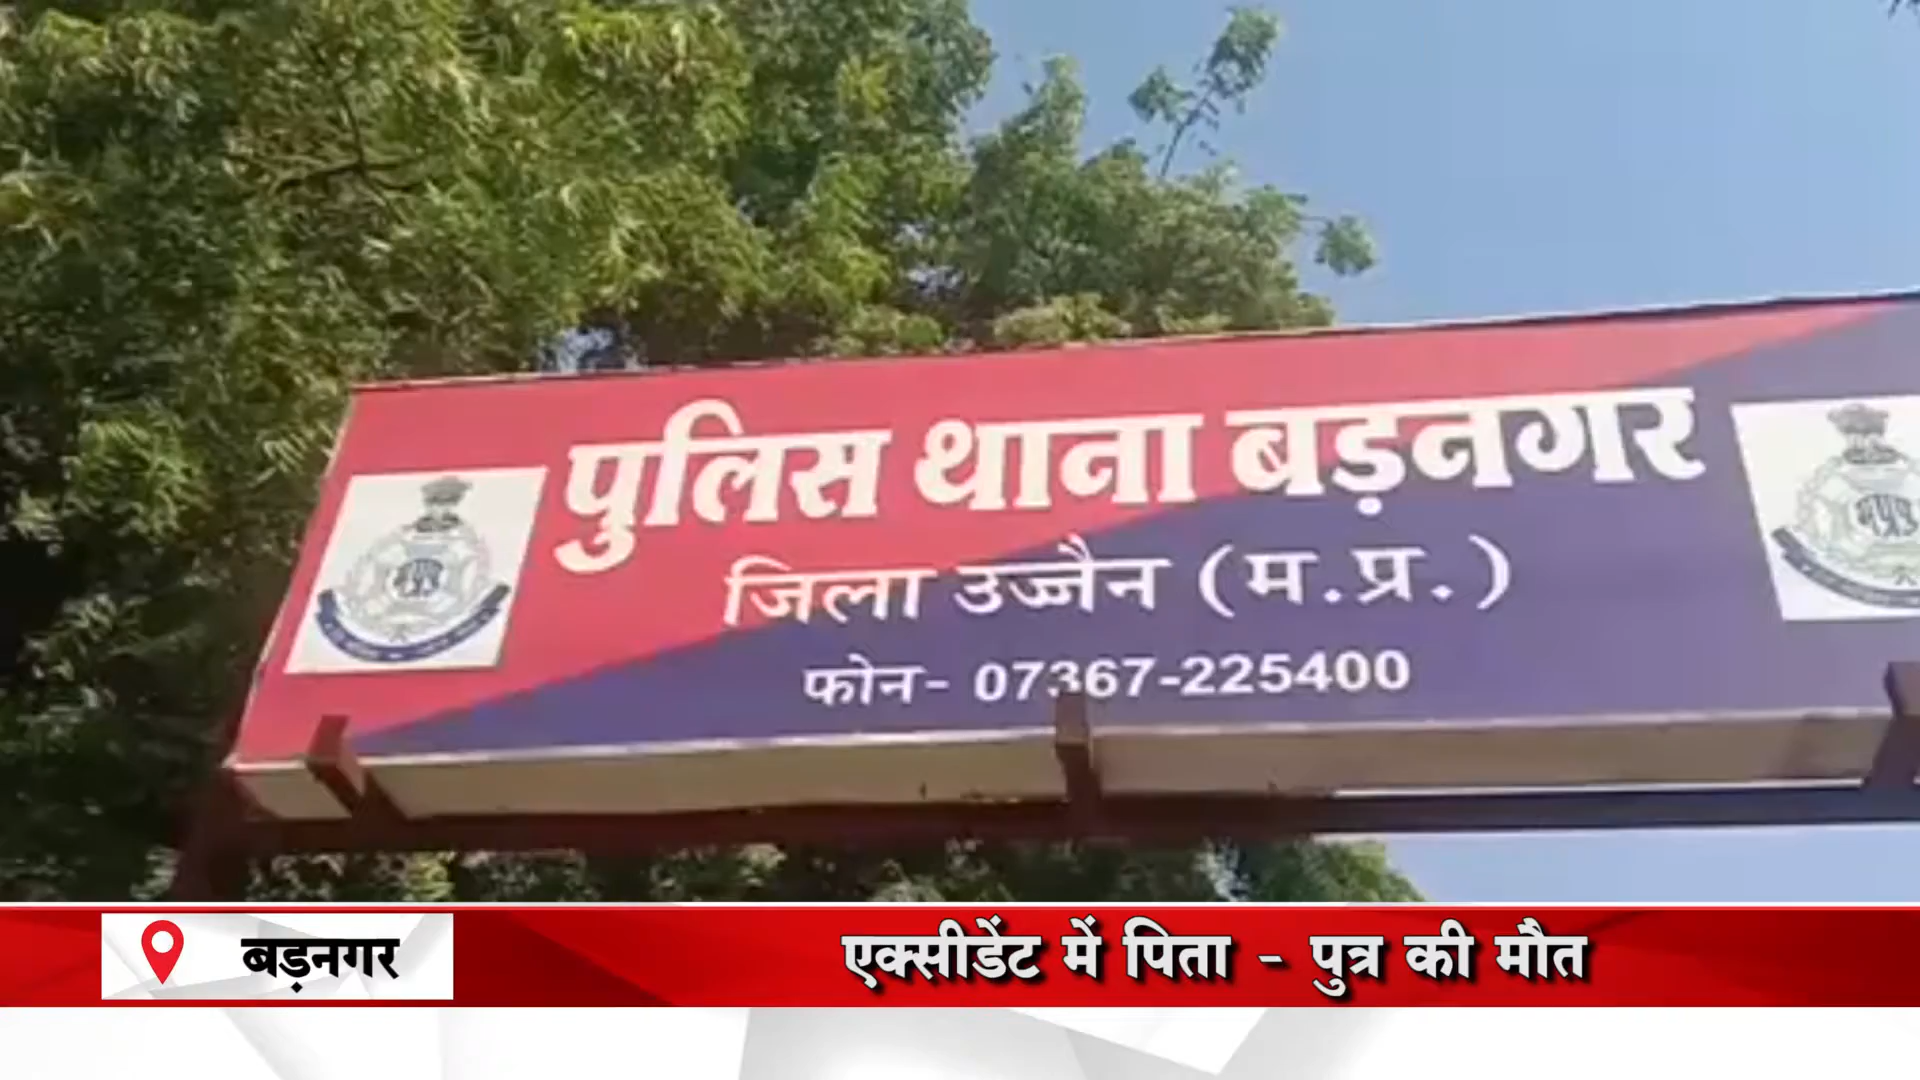 पुलिस थाना बड़नगर
जिला उज्जैन (म.प्र.)
फोन- 07367-225400
बड़नगर
एक्सीडेंट में पिता - पुत्र की मौत